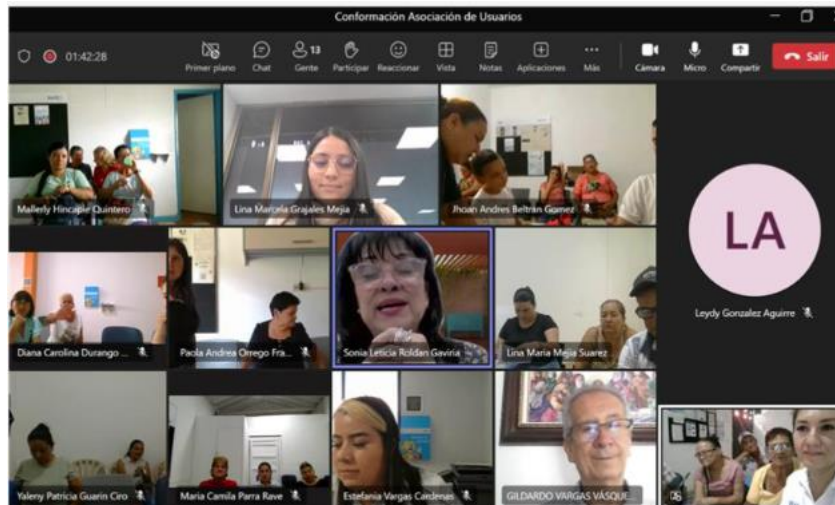 Conformación Asociación de Usuarios
01:42:28
Primer plano
Chat
13
Gente
Participar
Reaccionar
Vista
Notas
Aplicaciones
Más
Cámara
Micro
Compartir
Salir
Mallerly Hincapie Quintero
Lina Marcela Grajales Mejia
Jhoan Andres Beltran Gomez
LA
Leydy Gonzalez Aguirre
Diana Carolina Durango ...
Paola Andrea Orrego Fra...
Sonia Leticia Roldan Gaviria
Lina Maria Mejia Suarez
Yaleny Patricia Guarin Ciro
Maria Camila Parra Rave
Estefania Vargas Cardenas
GILDARDO VARGAS VÁSQUE...